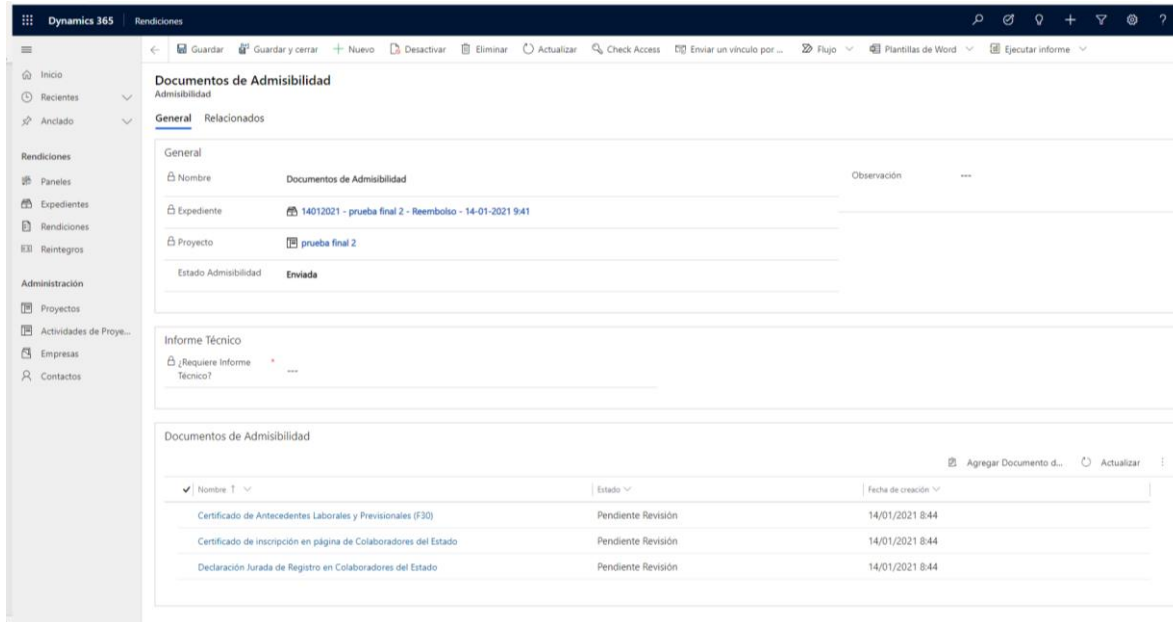 Dynamics 365 Rendiciones
Guardar Guardar y cerrar Nuevo Desactivar Eliminar Actualizar Check Access Enviar un vínculo por ... Flujo Plantillas de Word Ejecutar informe
Inicio
Recientes
Anclado
Rendiciones
Paneles
Expedientes
Rendiciones
Reintegros
Administración
Proyectos
Actividades de Proye...
Empresas
Contactos
Documentos de Admisibilidad
Admisibilidad
General Relacionados
General
Nombre Documentos de Admisibilidad
Observación ---
Expediente 14012021 - prueba final 2 - Reembolso - 14-01-2021 9:41
Proyecto prueba final 2
Estado Admisibilidad Enviada
Informe Técnico
¿Requiere Informe * ---
Técnico?
Documentos de Admisibilidad
Agregar Documento d... Actualizar
Nombre ↑ Estado Fecha de creación
Certificado de Antecedentes Laborales y Previsionales (F30) Pendiente Revisión 14/01/2021 8:44
Certificado de inscripción en página de Colaboradores del Estado Pendiente Revisión 14/01/2021 8:44
Declaración Jurada de Registro en Colaboradores del Estado Pendiente Revisión 14/01/2021 8:44